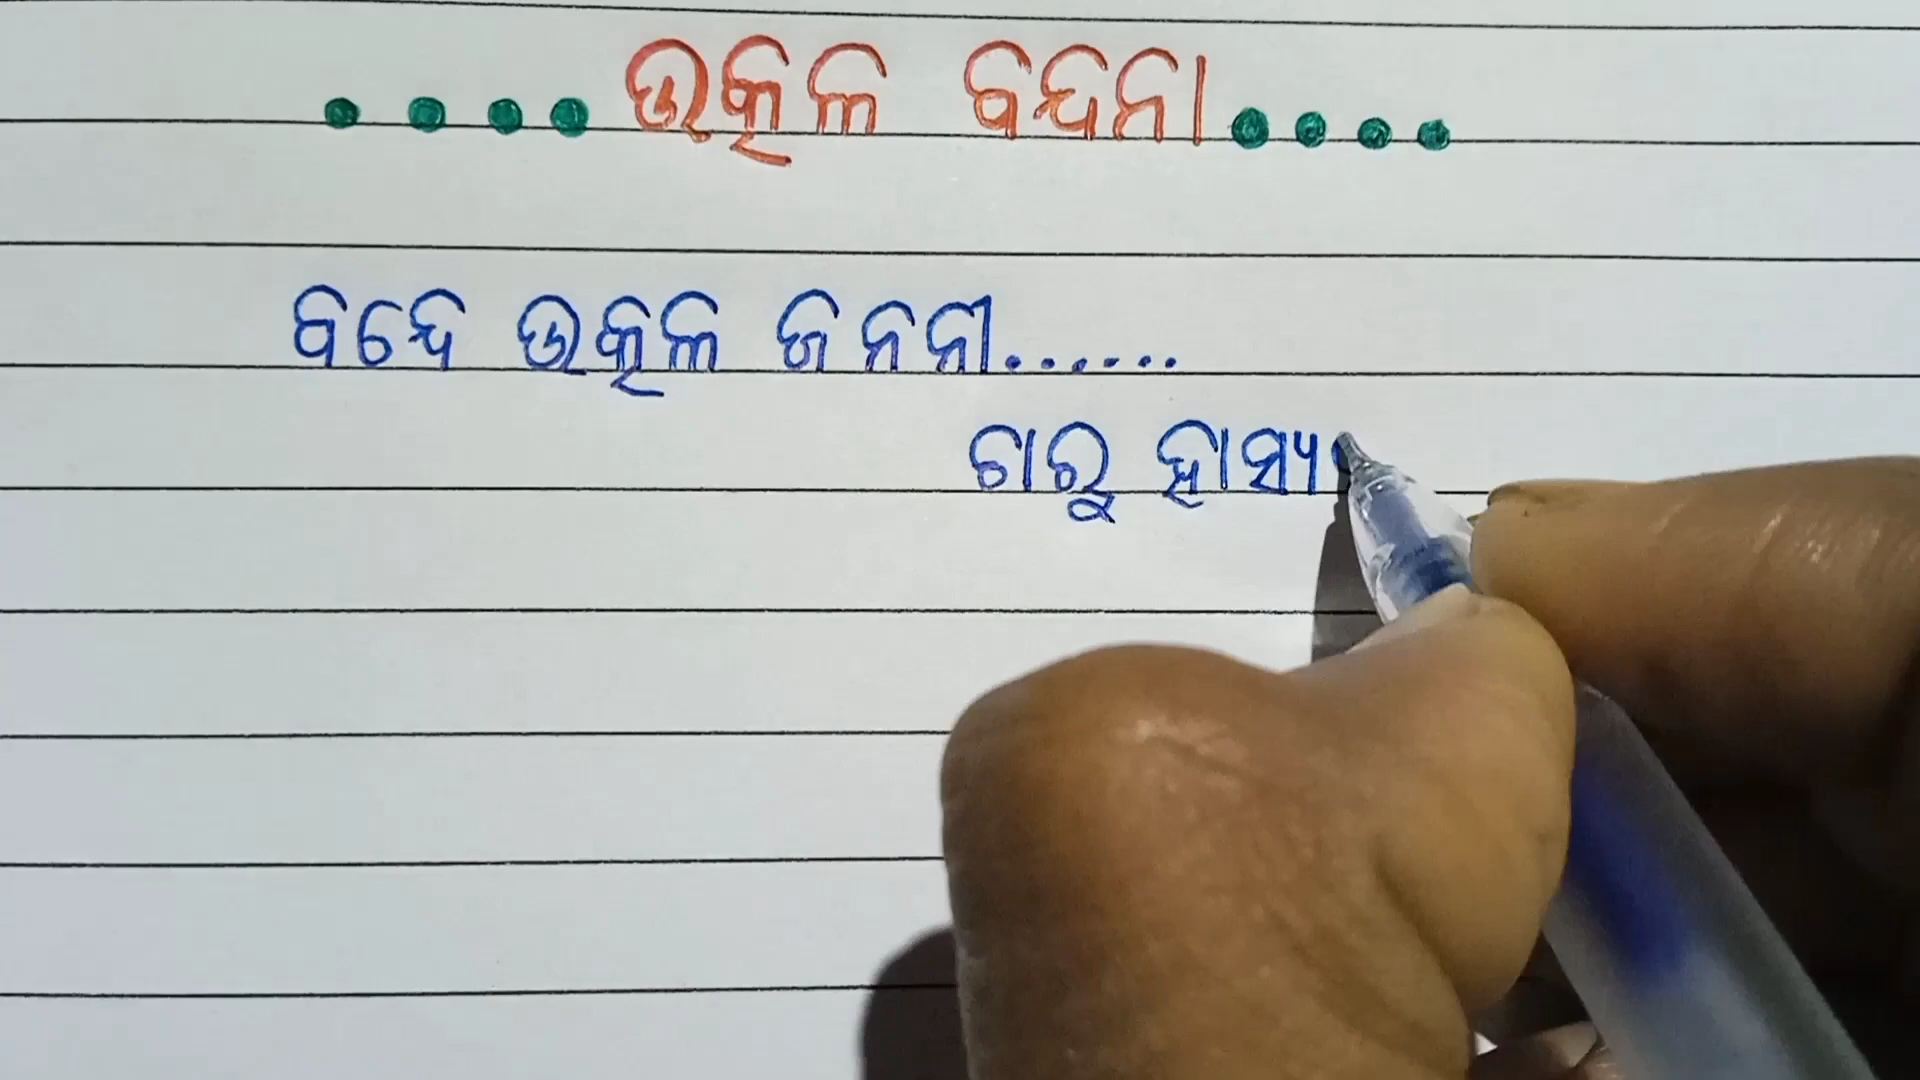 ....ଉତ୍କଳ ବନ୍ଦନା....
ବନ୍ଦେ ଉତ୍କଳ ଜନନୀ......
ଚାରୁ ହାସ୍ୟ